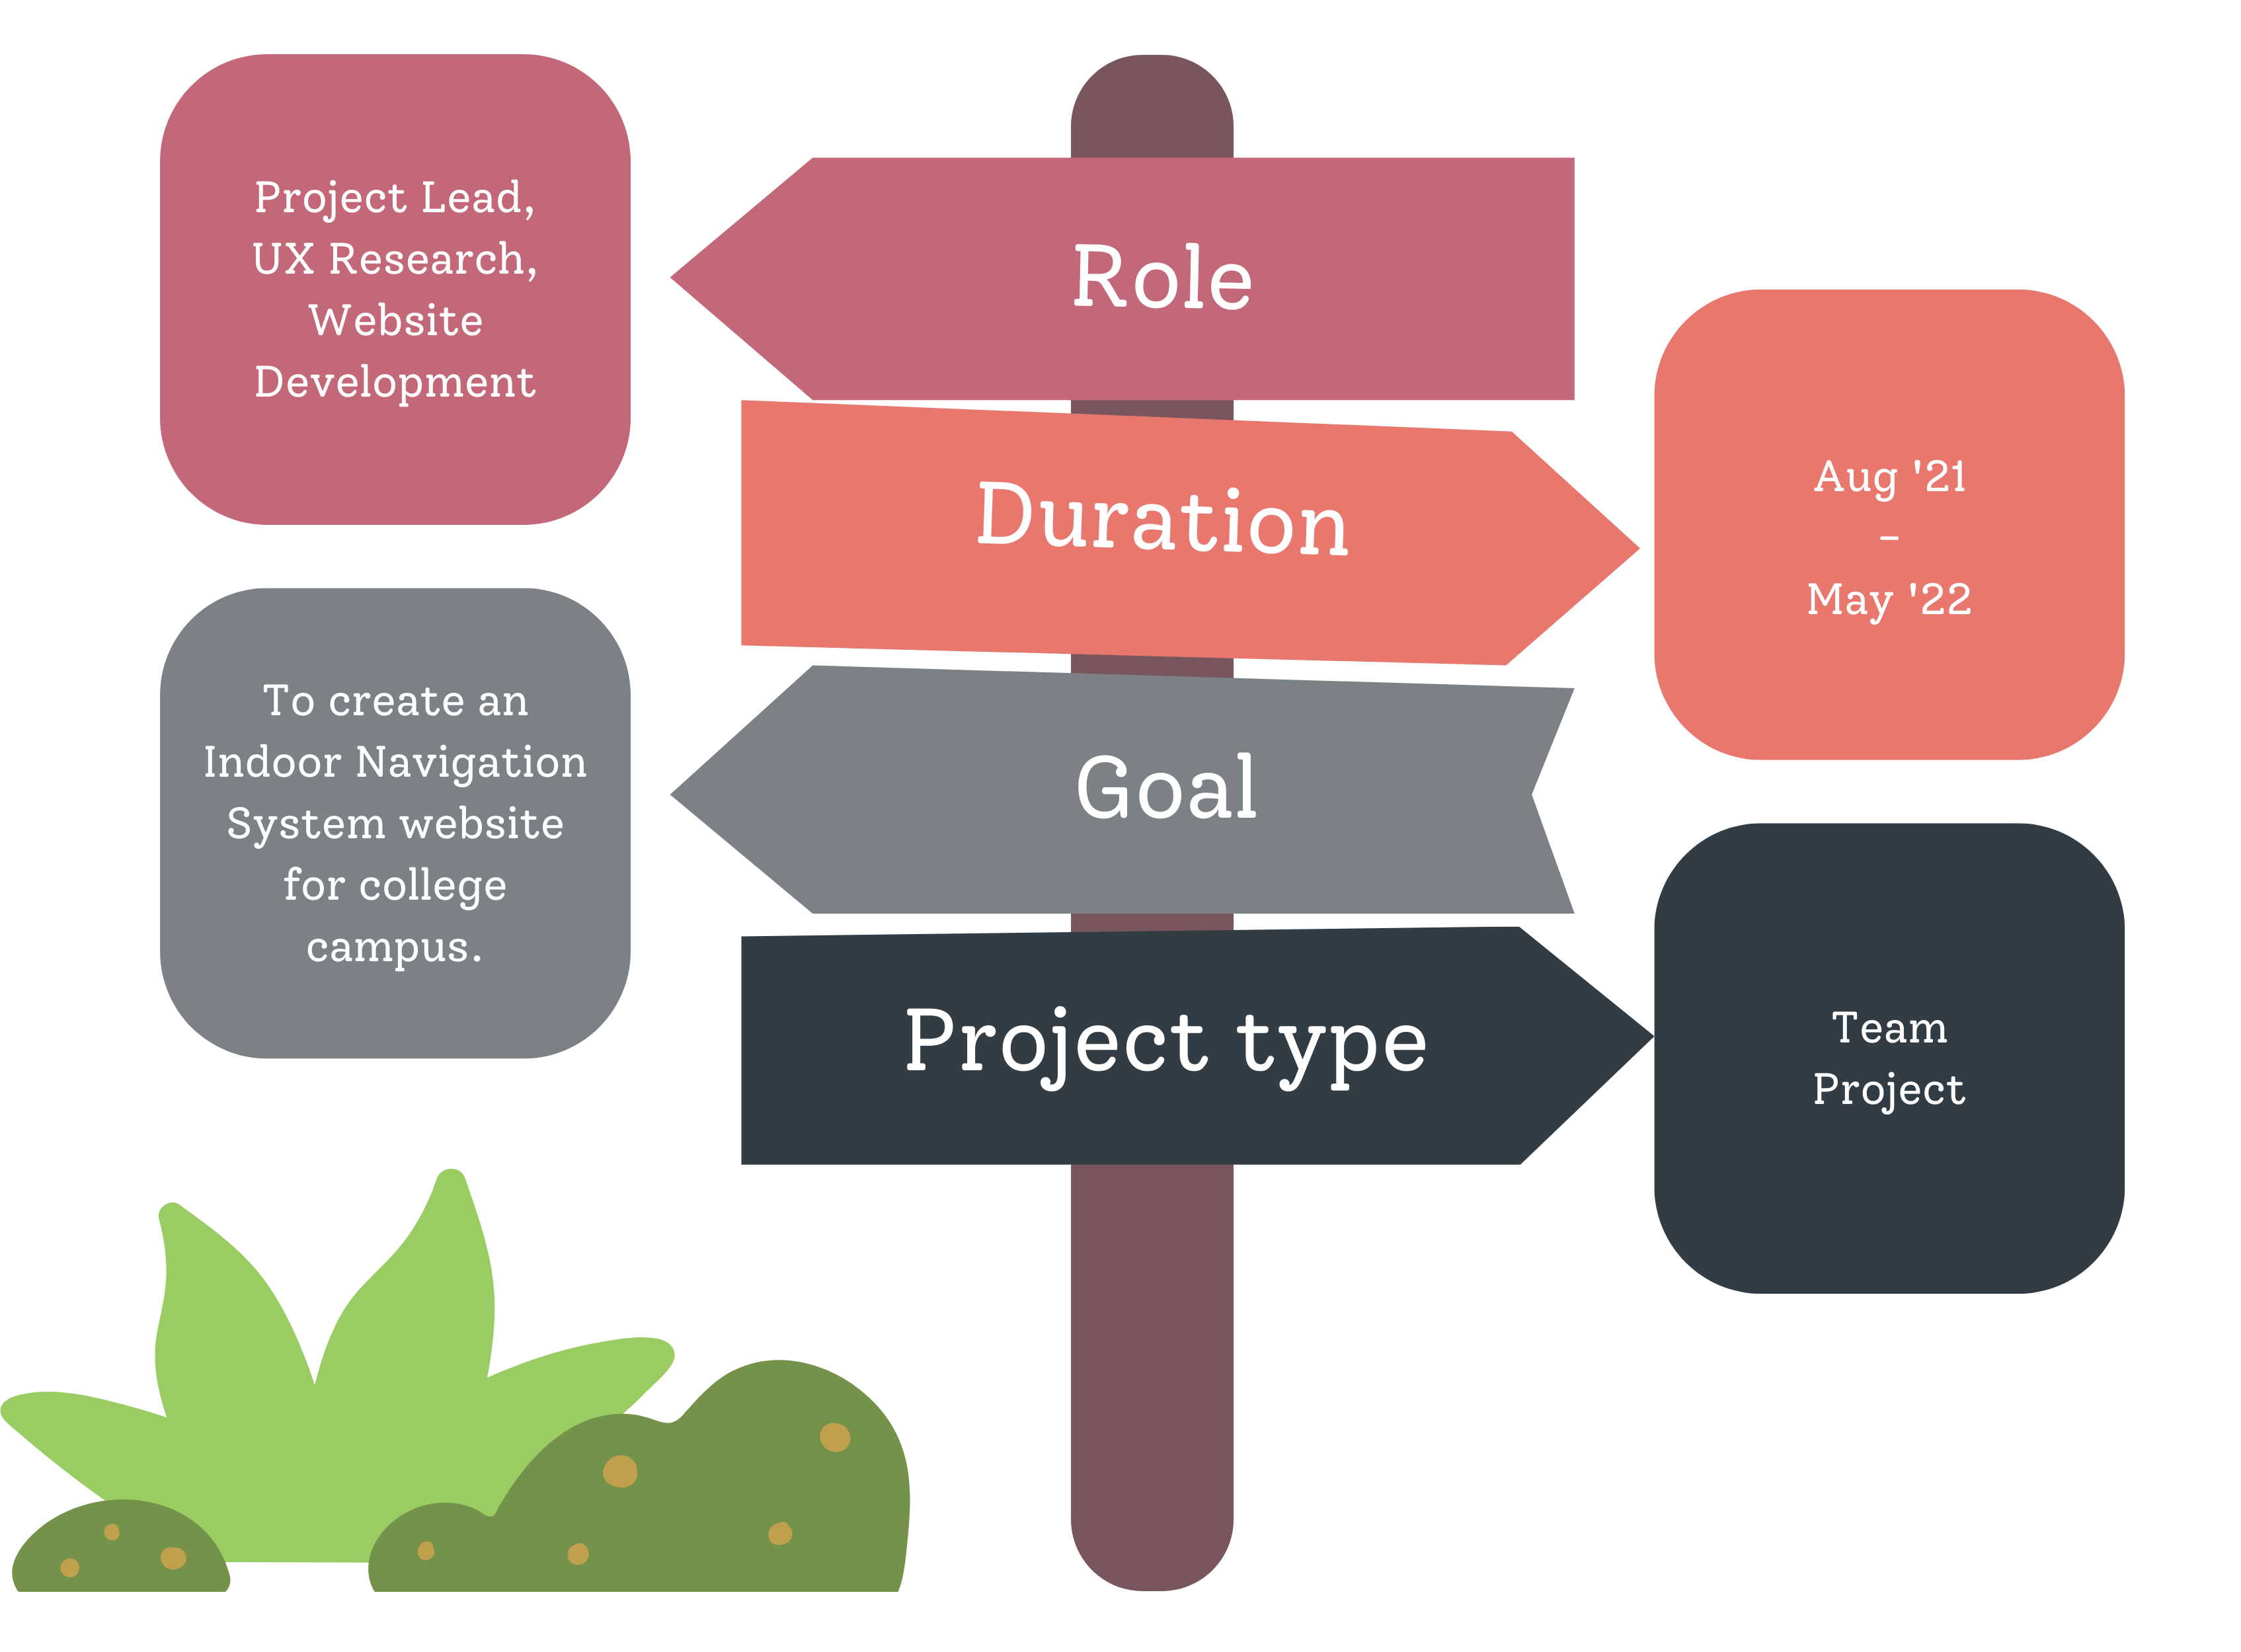 Role
Project Lead,
UX Research,
Website
Development
Duration
Aug '21
–
May '22
Goal
To create an
Indoor Navigation
System website
for college
campus.
Project type
Team
Project